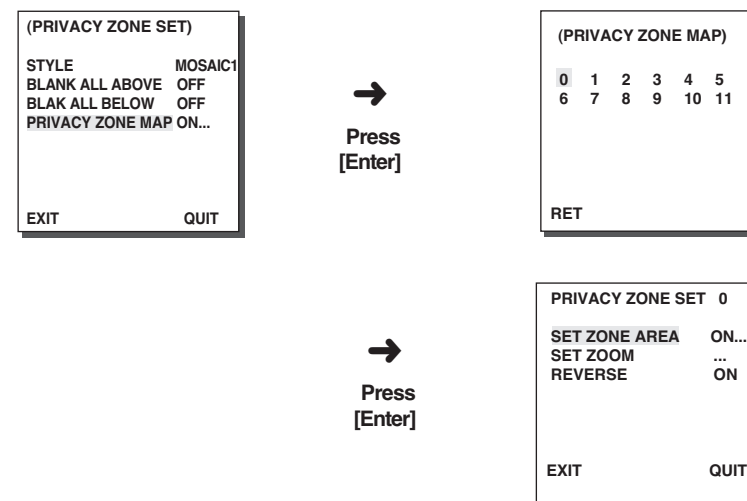 (PRIVACY ZONE SET)
STYLE MOSAIC1
BLANK ALL ABOVE OFF
BLAK ALL BELOW OFF
PRIVACY ZONE MAP ON...
EXIT QUIT
Press
[Enter]
(PRIVACY ZONE MAP)
0 1 2 3 4 5
6 7 8 9 10 11
RET
Press
[Enter]
PRIVACY ZONE SET 0
SET ZONE AREA ON...
SET ZOOM ...
REVERSE ON
EXIT QUIT